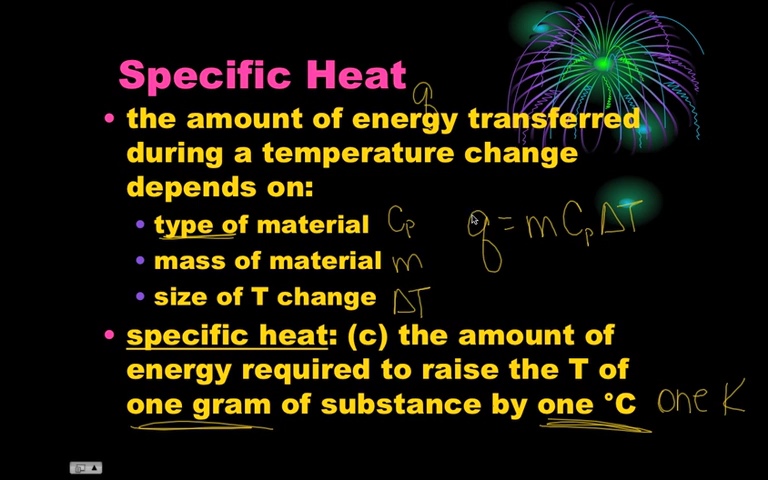 Specific Heat
q
• the amount of energy transferred
during a temperature change
depends on:
• type of material Cp q = m Cp ΔT
• mass of material m
• size of T change ΔT
• specific heat: (c) the amount of
energy required to raise the T of
one gram of substance by one °C one K